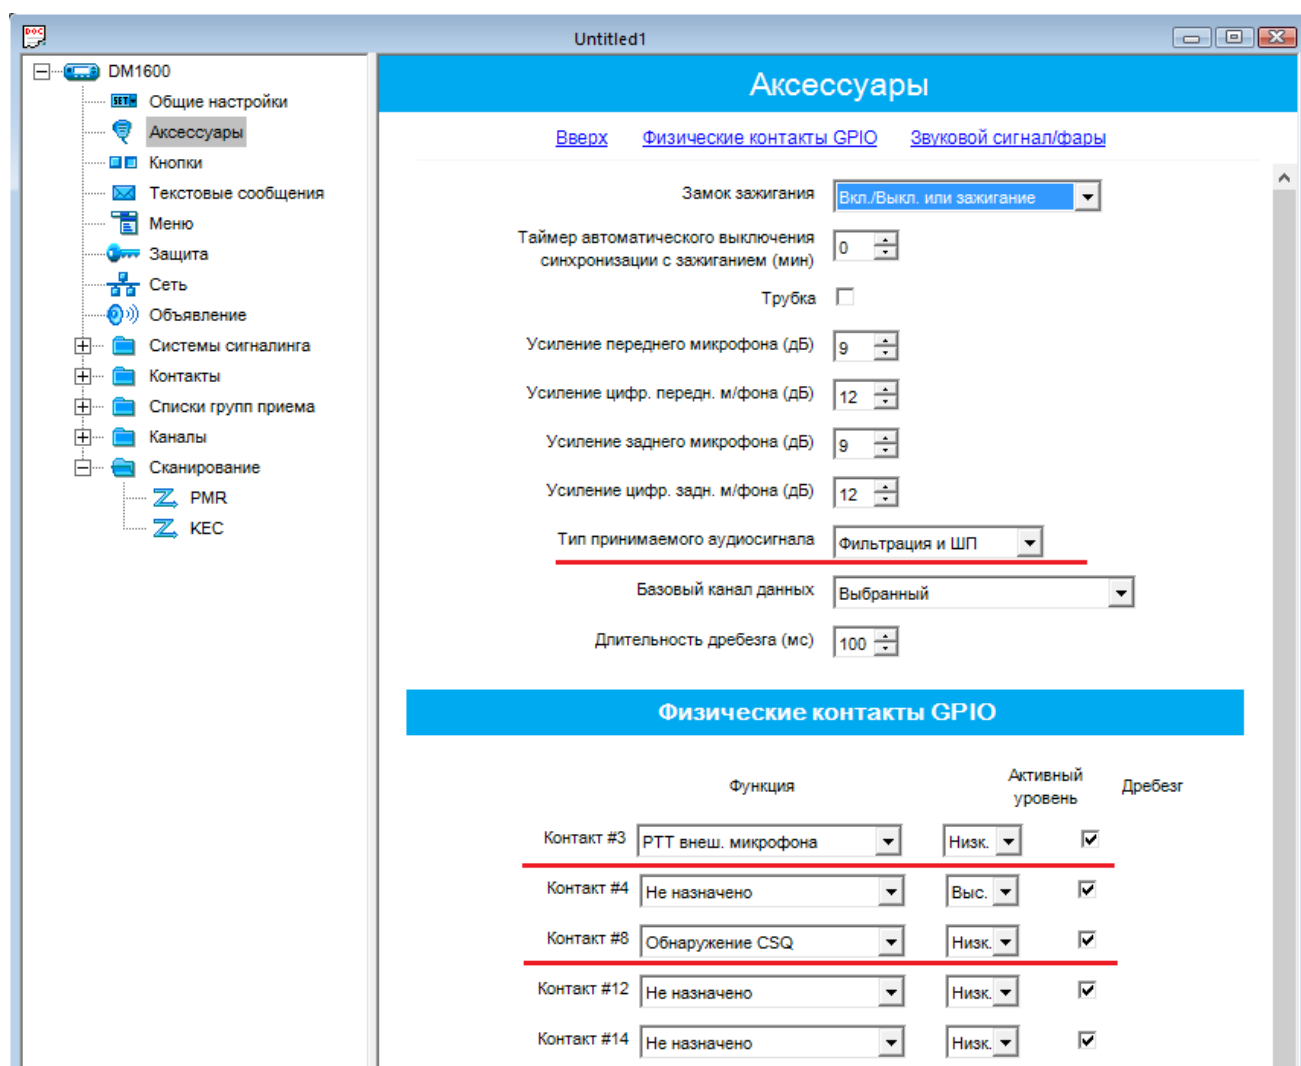 Untitled1
DM1600
Общие настройки
Аксессуары
Кнопки
Текстовые сообщения
Меню
Защита
Сеть
Объявление
Системы сигналинга
Контакты
Списки групп приема
Каналы
Сканирование
PMR
KEC
Аксессуары
Вверх Физические контакты GPIO Звуковой сигнал/фары
Замок зажигания Вкл./Выкл. или зажигание
Таймер автоматического выключения
синхронизации с зажиганием (мин) 0
Трубка
Усиление переднего микрофона (дБ) 9
Усиление цифр. передн. м/фона (дБ) 12
Усиление заднего микрофона (дБ) 9
Усиление цифр. задн. м/фона (дБ) 12
Тип принимаемого аудиосигнала Фильтрация и ШП
Базовый канал данных Выбранный
Длительность дребезга (мс) 100
Физические контакты GPIO
Функция Активный уровень Дребезг
Контакт #3 РТТ внеш. микрофона Низк.
Контакт #4 Не назначено Выс.
Контакт #8 Обнаружение CSQ Низк.
Контакт #12 Не назначено Низк.
Контакт #14 Не назначено Низк.